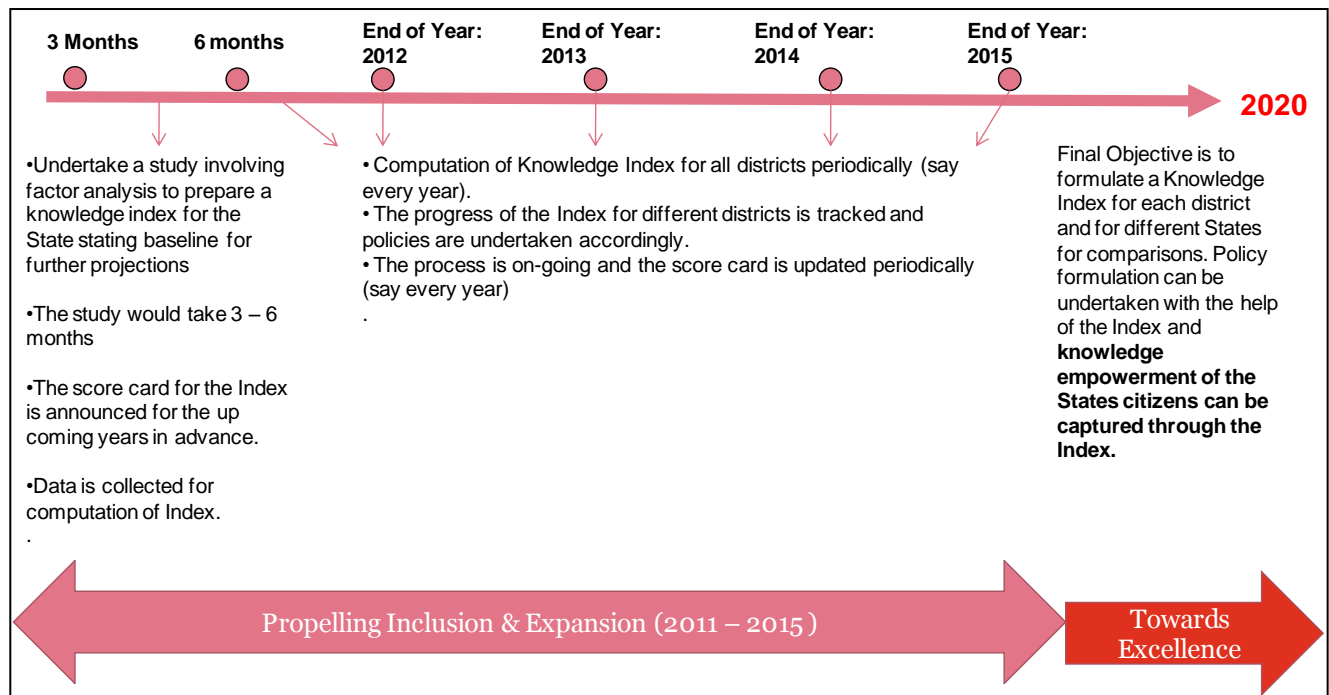 3 Months
6 months
End of Year:
2012
End of Year:
2013
End of Year:
2014
End of Year:
2015
2020
•Undertake a study involving
factor analysis to prepare a
knowledge index for the
State stating baseline for
further projections
•The study would take 3 – 6
months
•The score card for the Index
is announced for the up
coming years in advance.
•Data is collected for
computation of Index.
.
• Computation of Knowledge Index for all districts periodically (say
every year).
• The progress of the Index for different districts is tracked and
policies are undertaken accordingly.
• The process is on-going and the score card is updated periodically
(say every year)
.
Final Objective is to
formulate a Knowledge
Index for each district
and for different States
for comparisons. Policy
formulation can be
undertaken with the help
of the Index and
knowledge
empowerment of the
States citizens can be
captured through the
Index.
Propelling Inclusion & Expansion (2011 – 2015 )
Towards
Excellence